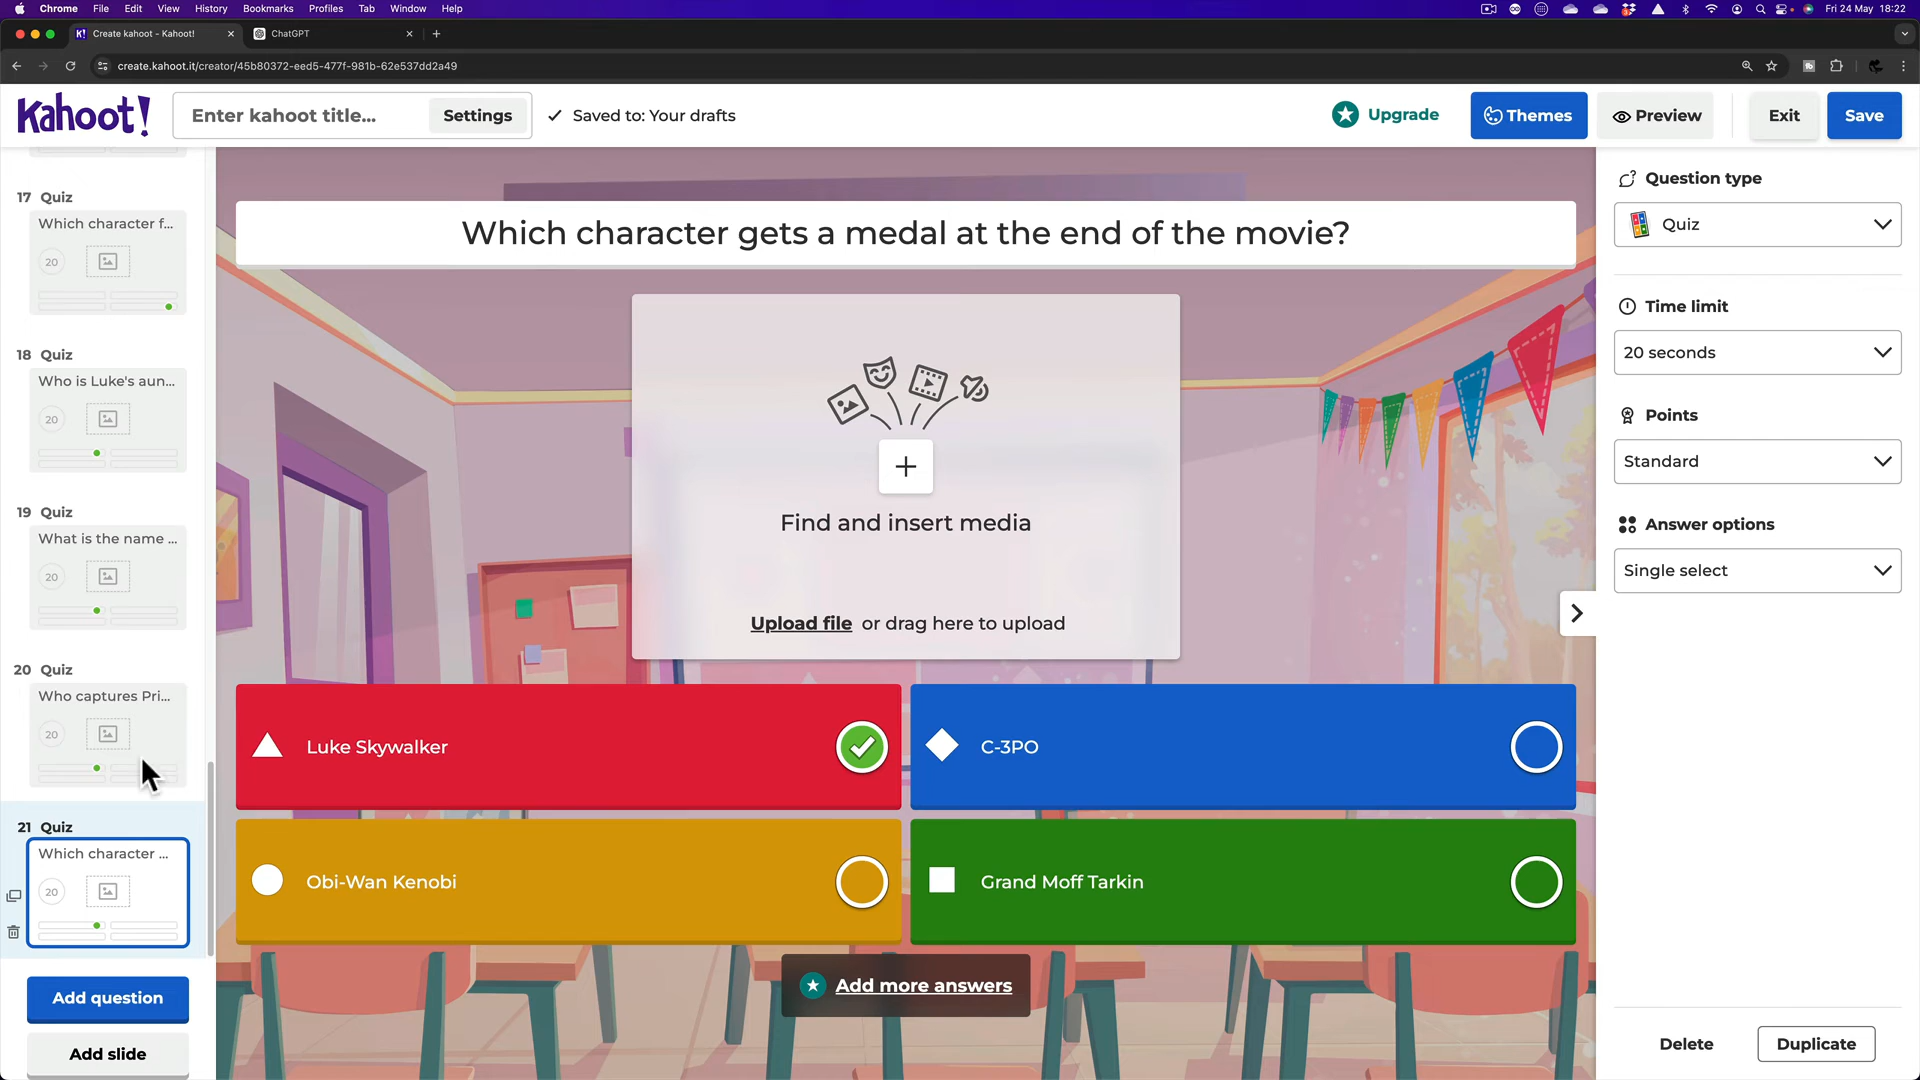 Chrome File Edit View History Bookmarks Profiles Tab Window Help Fri 24 May 18:22
K! Create kahoot - Kahoot! ChatGPT
create.kahoot.it/creator/45b80372-eed5-477f-981b-62e537dd2a49
Kahoot! Enter kahoot title... Settings Saved to: Your drafts Upgrade Themes Preview Exit Save
17 Quiz
Which character f...
20
18 Quiz
Who is Luke's aun...
20
19 Quiz
What is the name ...
20
20 Quiz
Who captures Pri...
20
21 Quiz
Which character ...
20
Add question
Add slide
Which character gets a medal at the end of the movie?
Find and insert media
Upload file or drag here to upload
Luke Skywalker
C-3PO
Obi-Wan Kenobi
Grand Moff Tarkin
Add more answers
Question type
Quiz
Time limit
20 seconds
Points
Standard
Answer options
Single select
Delete Duplicate